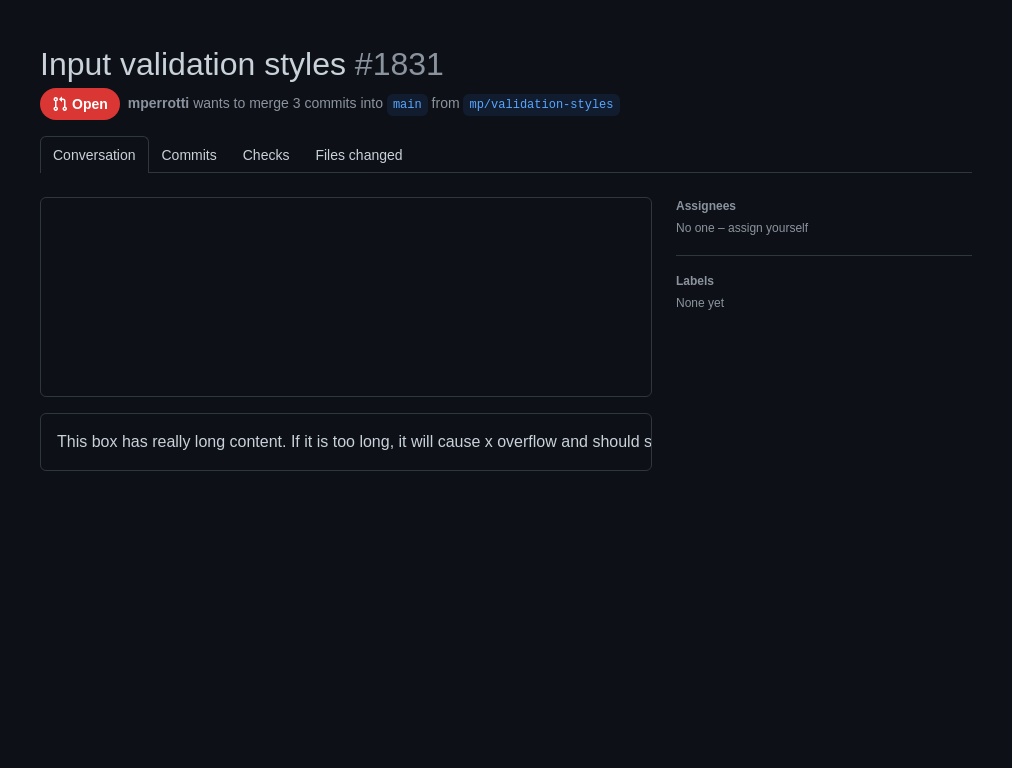 Input validation styles #1831
Open mperrotti wants to merge 3 commits into main from mp/validation-styles
Conversation Commits Checks Files changed
Assignees
No one – assign yourself
Labels
None yet
This box has really long content. If it is too long, it will cause x overflow and should s